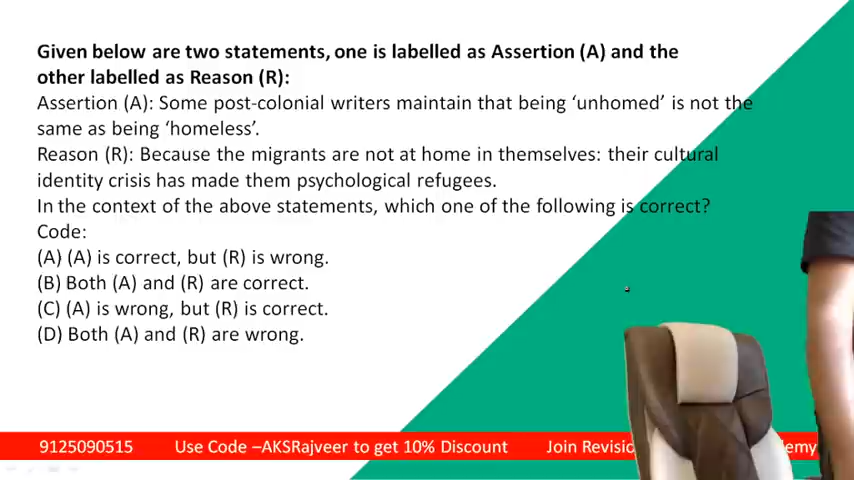 Given below are two statements, one is labelled as Assertion (A) and the
other labelled as Reason (R):
Assertion (A): Some post-colonial writers maintain that being ‘unhomed’ is not the
same as being ‘homeless’.
Reason (R): Because the migrants are not at home in themselves: their cultural
identity crisis has made them psychological refugees.
In the context of the above statements, which one of the following is correct?
Code:
(A) (A) is correct, but (R) is wrong.
(B) Both (A) and (R) are correct.
(C) (A) is wrong, but (R) is correct.
(D) Both (A) and (R) are wrong.
9125090515 Use Code –AKSRajveer to get 10% Discount Join